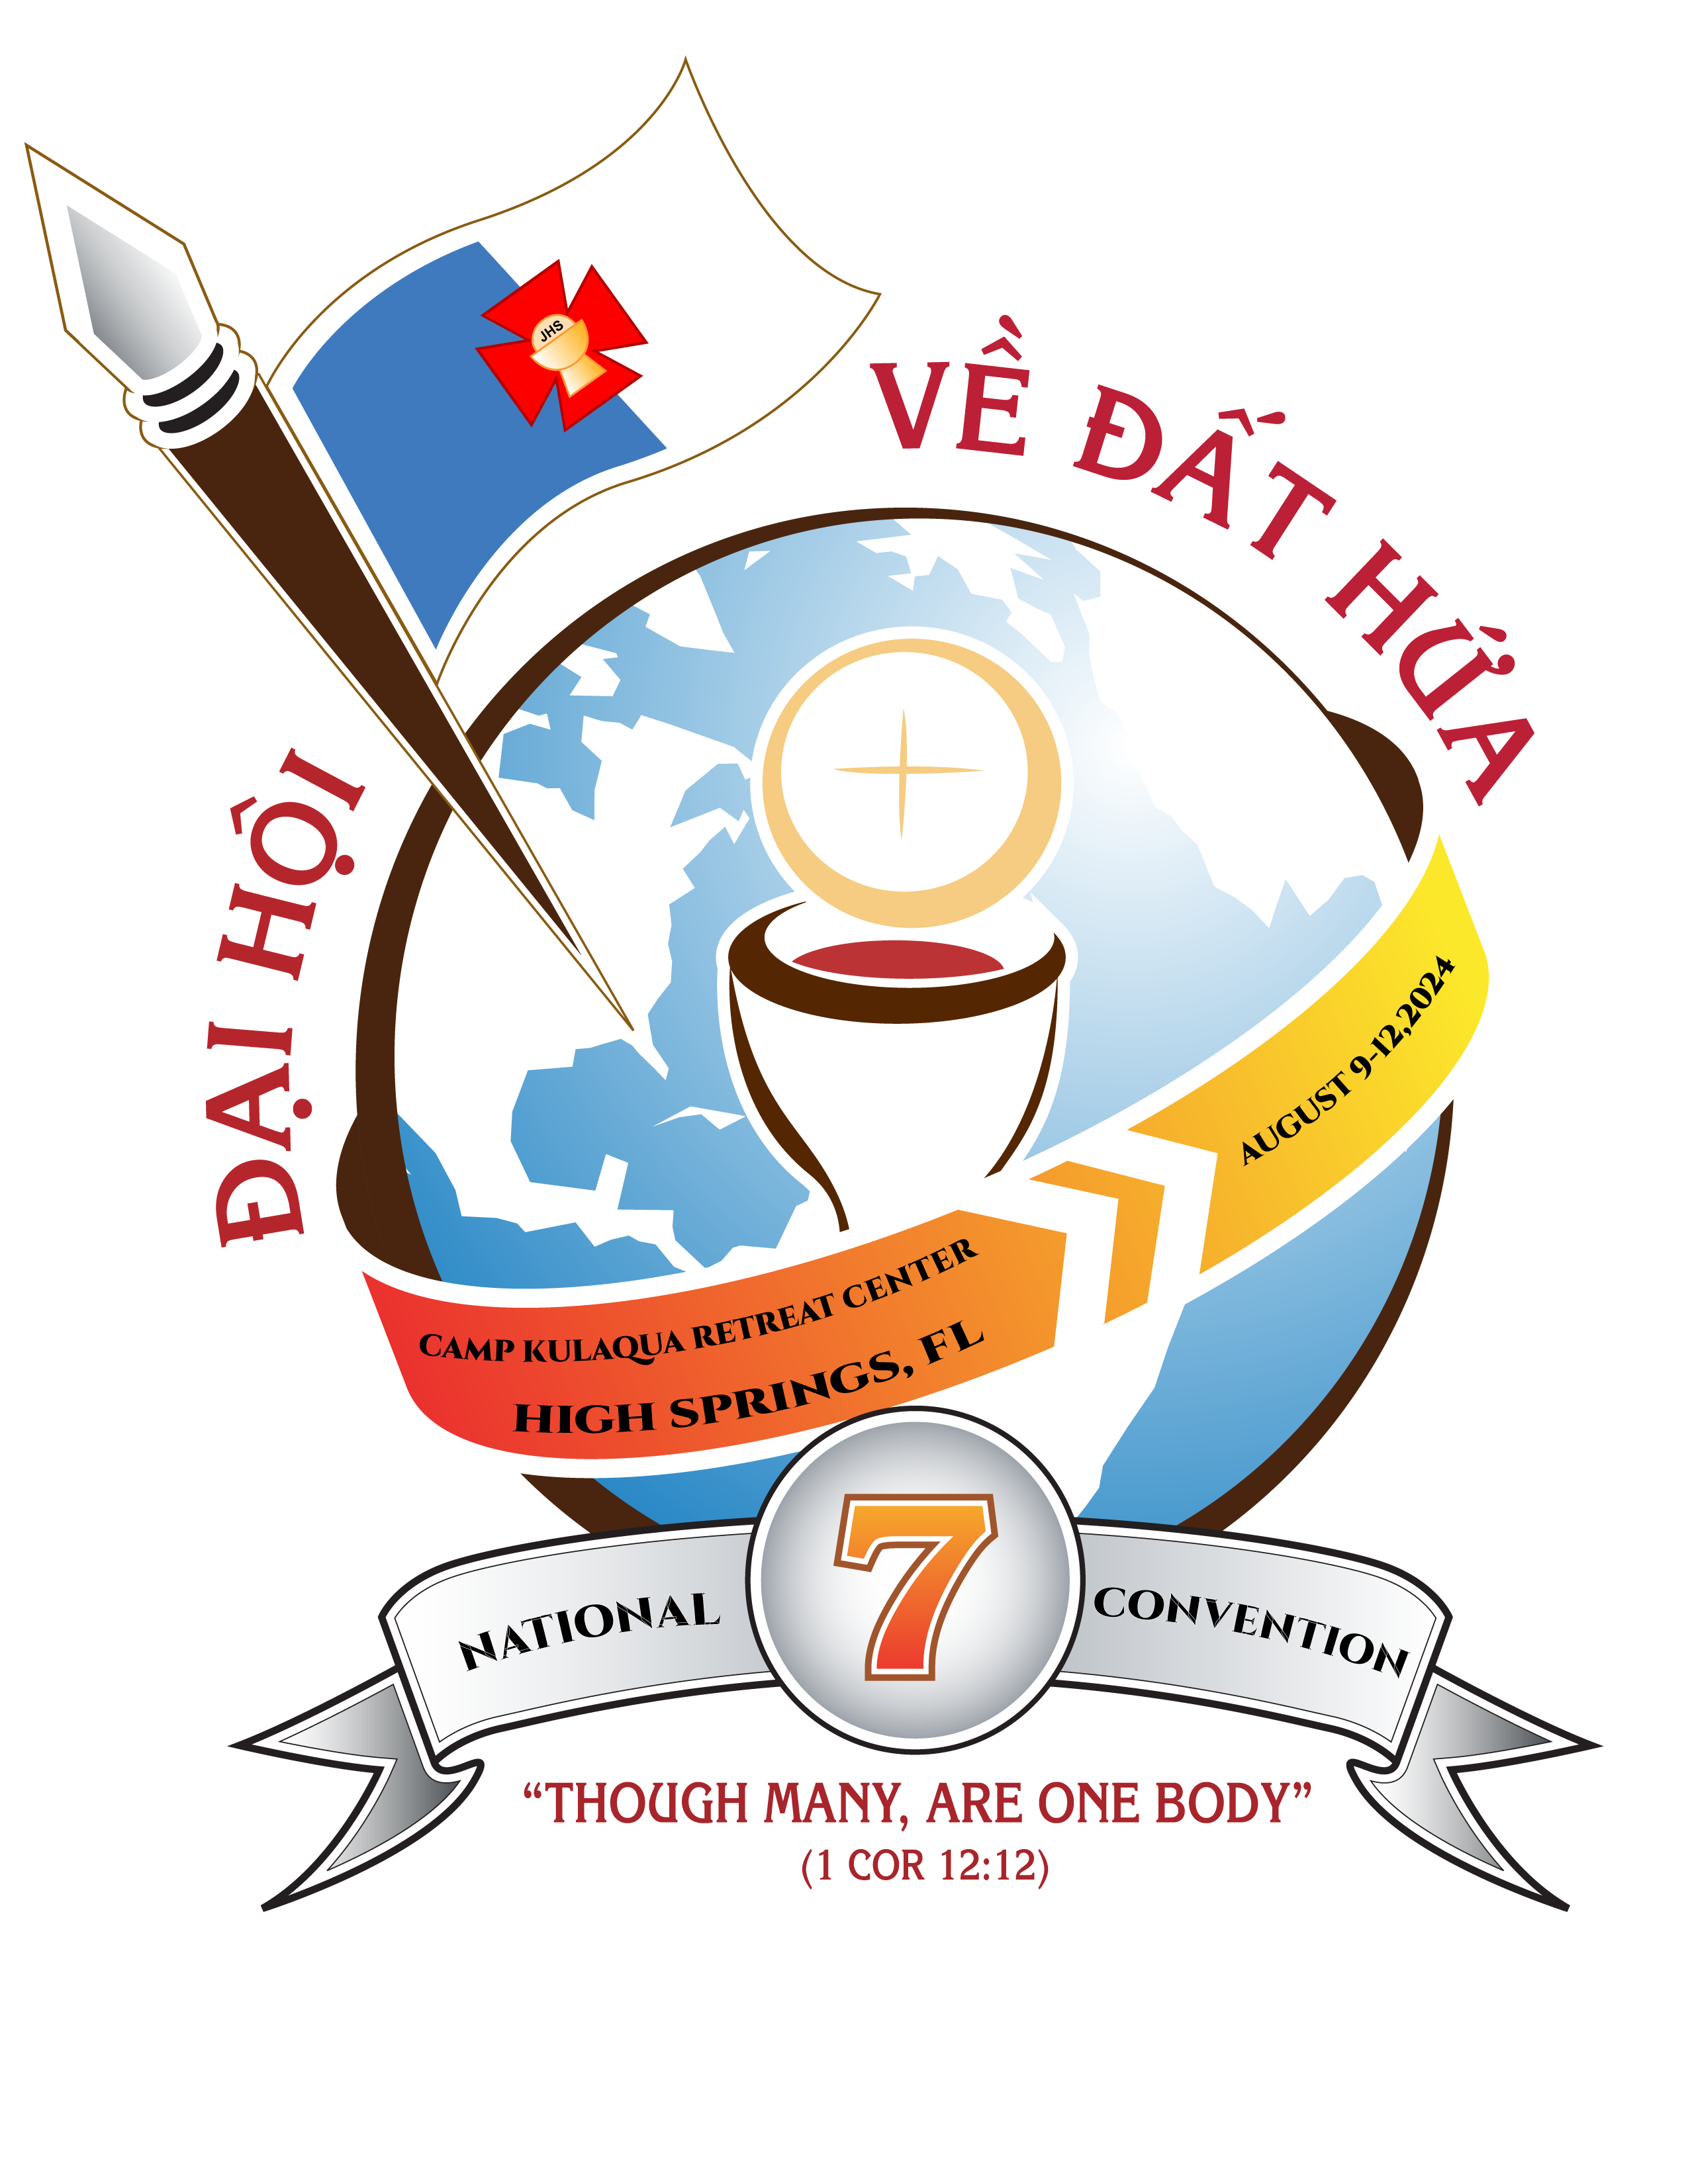 JHS
ĐẠI HỘI
VỀ ĐẤT HỨA
AUGUST 9-12,2024
CAMP KULAQUA RETREAT CENTER
HIGH SPRINGS, FL
NATIONAL 7 CONVENTION
“THOUGH MANY, ARE ONE BODY”
(1 COR 12:12)